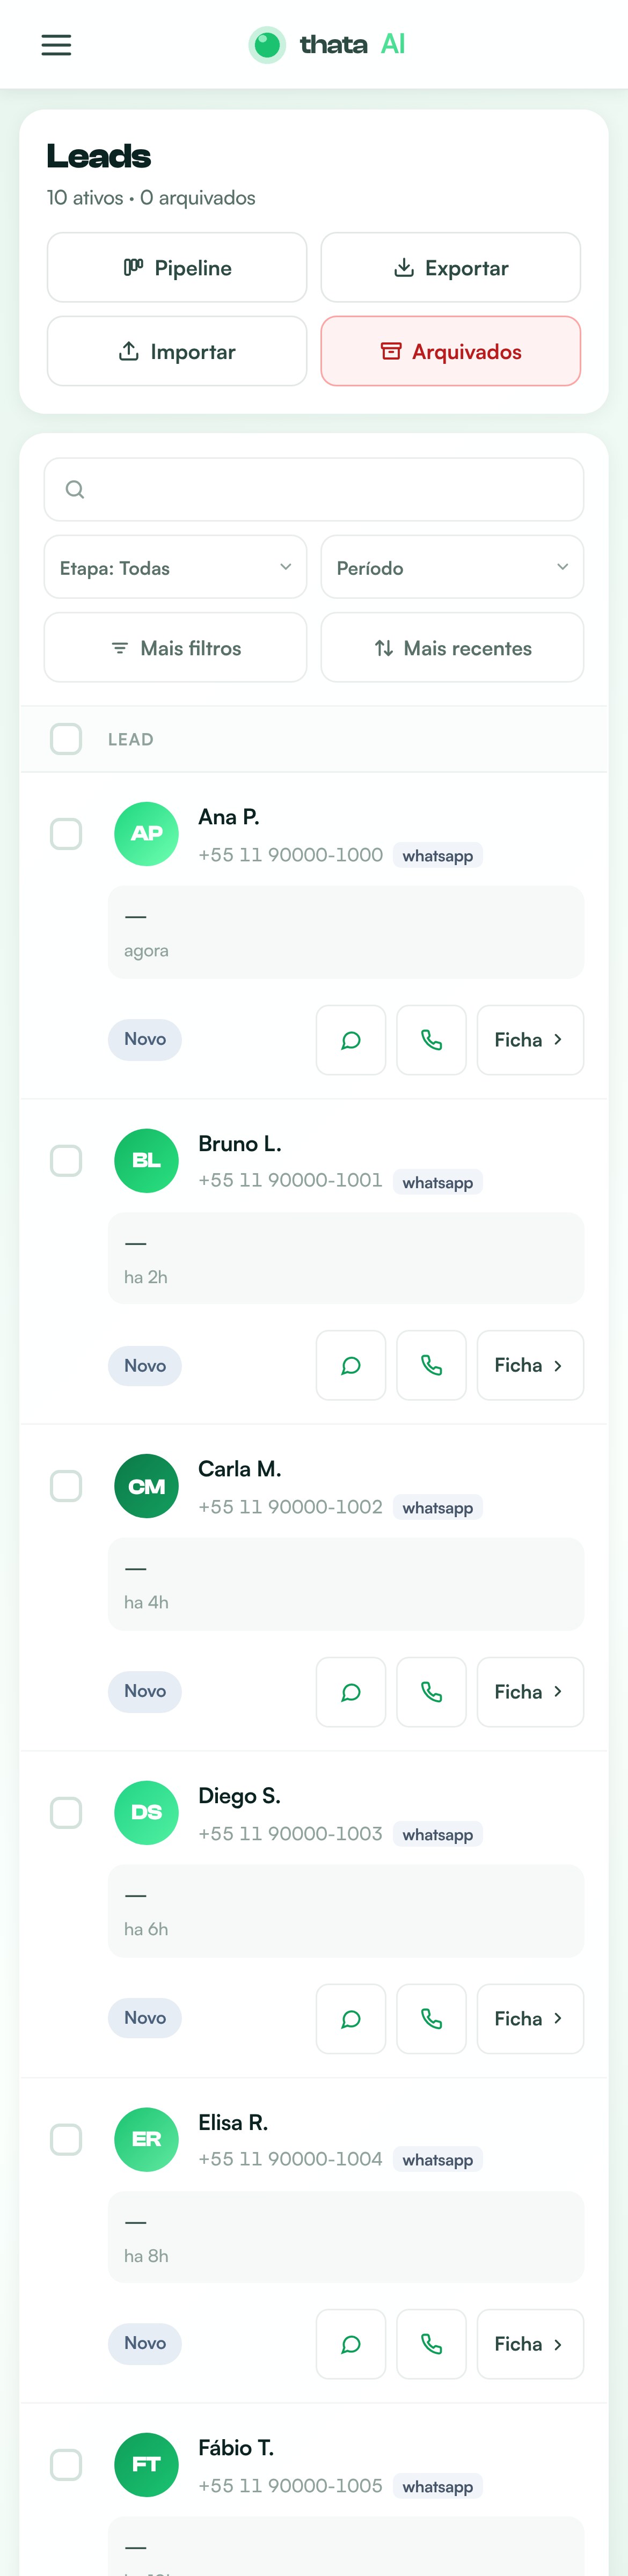 thata AI
Leads
10 ativos · 0 arquivados
Pipeline
Exportar
Importar
Arquivados
Etapa: Todas
Período
Mais filtros
Mais recentes
LEAD
AP
Ana P.
+55 11 90000-1000 whatsapp
—
agora
Novo
Ficha
BL
Bruno L.
+55 11 90000-1001 whatsapp
—
ha 2h
Novo
Ficha
CM
Carla M.
+55 11 90000-1002 whatsapp
—
ha 4h
Novo
Ficha
DS
Diego S.
+55 11 90000-1003 whatsapp
—
ha 6h
Novo
Ficha
ER
Elisa R.
+55 11 90000-1004 whatsapp
—
ha 8h
Novo
Ficha
FT
Fábio T.
+55 11 90000-1005 whatsapp
—